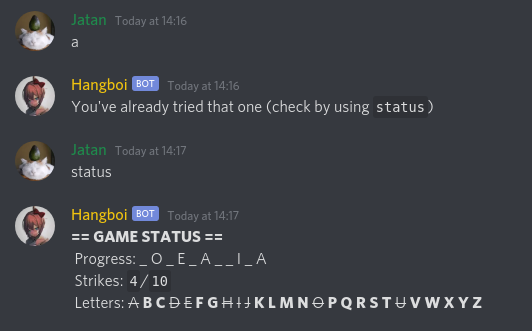 Jatan Today at 14:16
a
Hangboi BOT Today at 14:16
You've already tried that one (check by using status)
Jatan Today at 14:17
status
Hangboi BOT Today at 14:17
== GAME STATUS ==
Progress: _ O _ E _ A _ _ I _ A
Strikes: 4/10
Letters: A B C D E F G H I J K L M N O P Q R S T U V W X Y Z